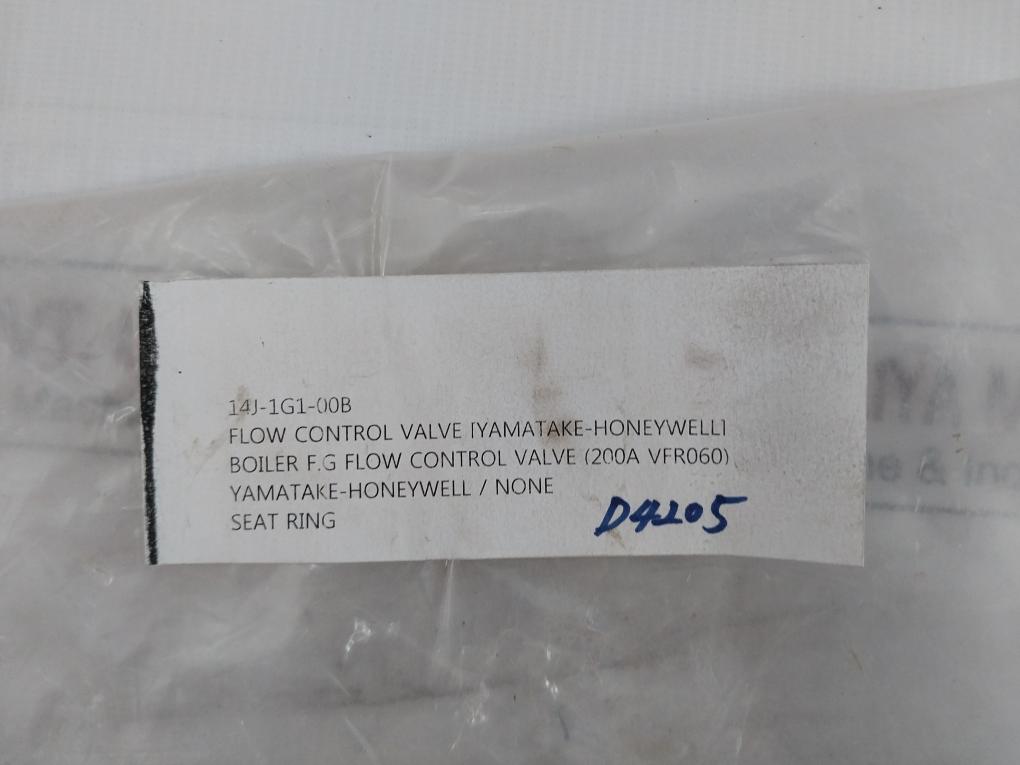 14J-1G1-00B
FLOW CONTROL VALVE [YAMATAKE-HONEYWELL]
BOILER F.G FLOW CONTROL VALVE (200A VFR060)
YAMATAKE-HONEYWELL / NONE
SEAT RING
D4205